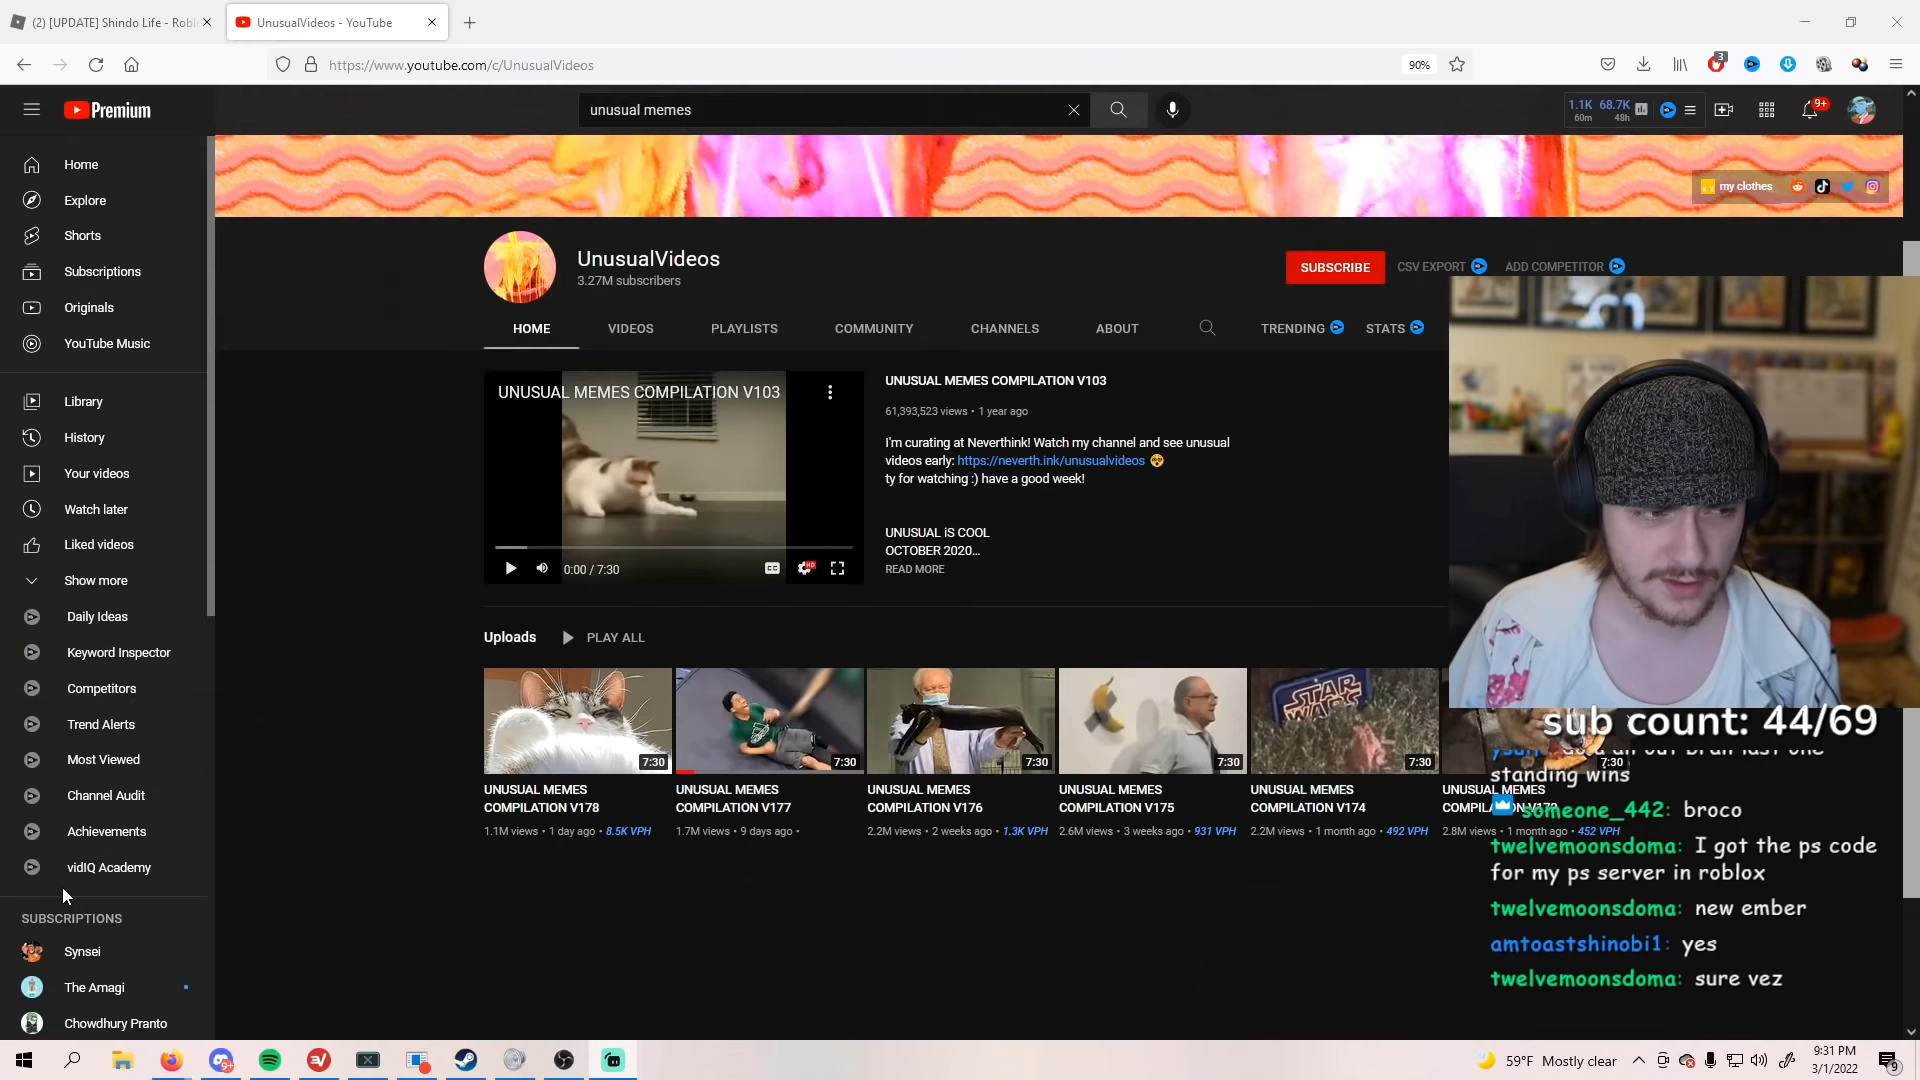 (2) [UPDATE] Shindo Life - Robl
UnusualVideos - YouTube
https://www.youtube.com/c/UnusualVideos
90%
3
Premium
unusual memes
1.1K 68.7K
60m 48h
9+
my clothes
Home
Explore
Shorts
Subscriptions
Originals
YouTube Music
Library
History
Your videos
Watch later
Liked videos
Show more
Daily Ideas
Keyword Inspector
Competitors
Trend Alerts
Most Viewed
Channel Audit
Achievements
vidIQ Academy
SUBSCRIPTIONS
Synsei
The Amagi
Chowdhury Pranto
UnusualVideos
3.27M subscribers
SUBSCRIBE
CSV EXPORT
ADD COMPETITOR
HOME
VIDEOS
PLAYLISTS
COMMUNITY
CHANNELS
ABOUT
TRENDING
STATS
UNUSUAL MEMES COMPILATION V103
0:00 / 7:30
UNUSUAL MEMES COMPILATION V103
61,393,523 views • 1 year ago
I'm curating at Neverthink! Watch my channel and see unusual
videos early: https://neverth.ink/unusualvideos
ty for watching :) have a good week!
UNUSUAL iS COOL
OCTOBER 2020...
READ MORE
Uploads
PLAY ALL
7:30
UNUSUAL MEMES
COMPILATION V178
1.1M views • 1 day ago • 8.5K VPH
7:30
UNUSUAL MEMES
COMPILATION V177
1.7M views • 9 days ago •
7:30
UNUSUAL MEMES
COMPILATION V176
2.2M views • 2 weeks ago • 1.3K VPH
7:30
UNUSUAL MEMES
COMPILATION V175
2.6M views • 3 weeks ago • 931 VPH
STAR
WARS
7:30
UNUSUAL MEMES
COMPILATION V174
2.2M views • 1 month ago • 492 VPH
7:30
UNUSUAL MEMES
2.8M views • 1 month ago • 452 VPH
sub count: 44/69
last one
standing wins
someone_442: broco
twelvemoonsdoma: I got the ps code
for my ps server in roblox
twelvemoonsdoma: new ember
amtoastshinobi1: yes
twelvemoonsdoma: sure vez
59°F Mostly clear
9:31 PM
3/1/2022
9